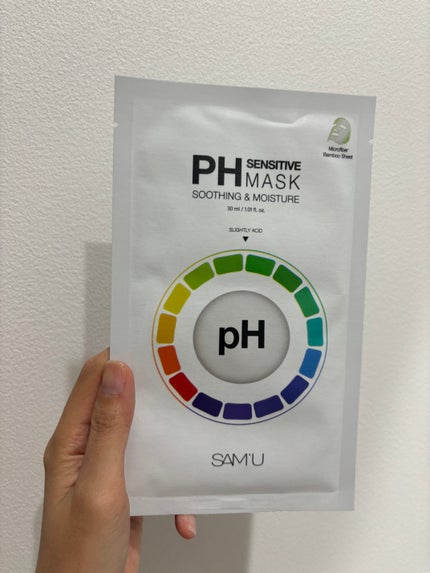 Microfiber
Bamboo Sheet
PH SENSITIVE
MASK
SOOTHING & MOISTURE
30 ml / 1.01 fl. oz.
SLIGHTLY ACID
pH
SAM'U